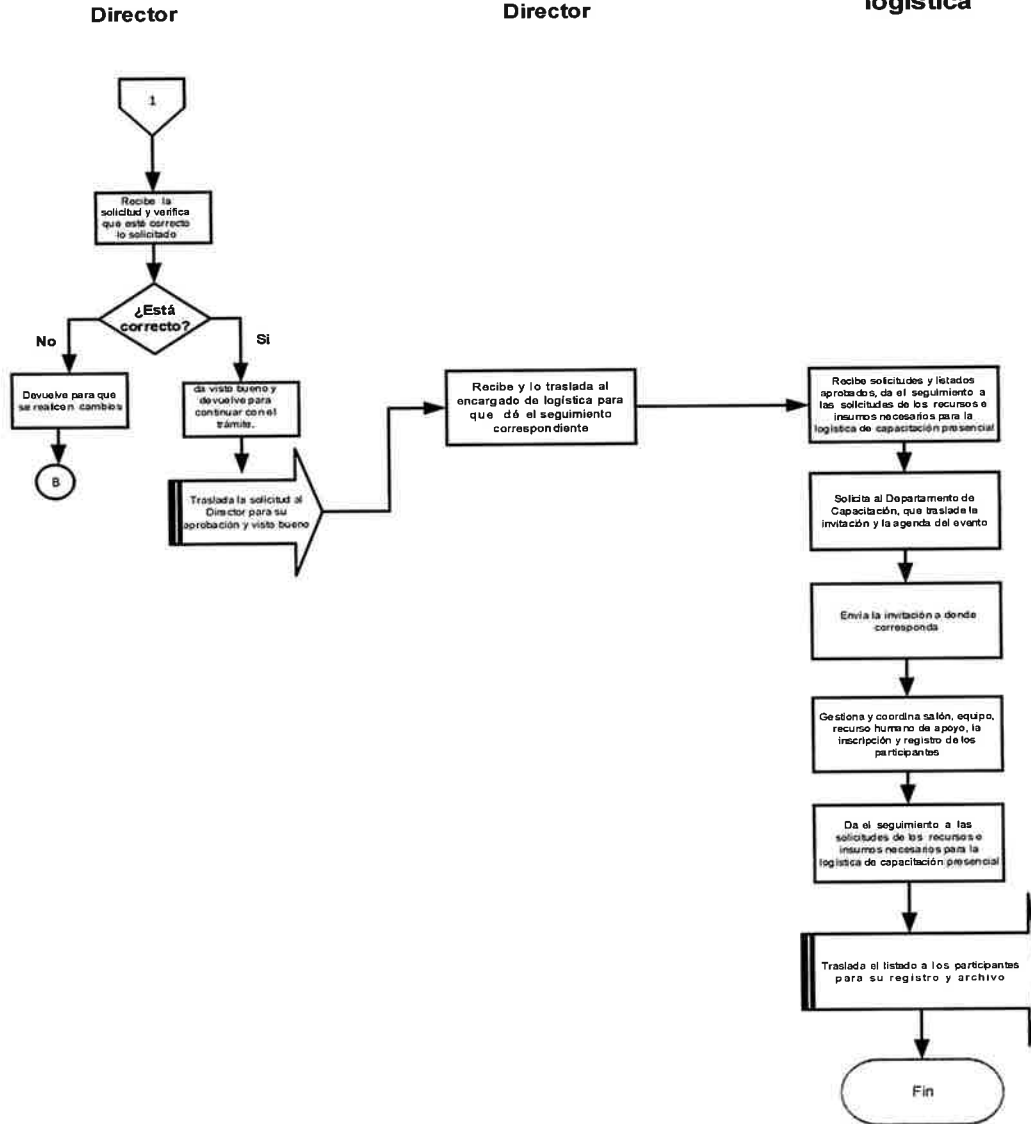 Director
Director
logística
1
Recibe la
solicitud y verifica
que esté correcto
lo solicitado
¿Está
correcto?
No
Si
Devuelve para que
se realicen cambios
B
da visto bueno y
devuelve para
continuar con el
trámite.
Traslada la solicitud al
Director para su
aprobación y visto bueno
Recibe y lo traslada al
encargado de logística para
que dé el seguimiento
correspondiente
Recibe solicitudes y listados
aprobados, da el seguimiento a
las solicitudes de los recursos e
insumos necesarios para la
logística de capacitación presencial
Solicita al Departamento de
Capacitación, que traslade la
invitación y la agenda del evento
Envía la invitación a donde
corresponda
Gestiona y coordina salón, equipo,
recurso humano de apoyo, la
inscripción y registro de los
participantes
Da el seguimiento a las
solicitudes de los recursos e
insumos necesarios para la
logística de capacitación presencial
Traslada el listado a los participantes
para su registro y archivo
Fin